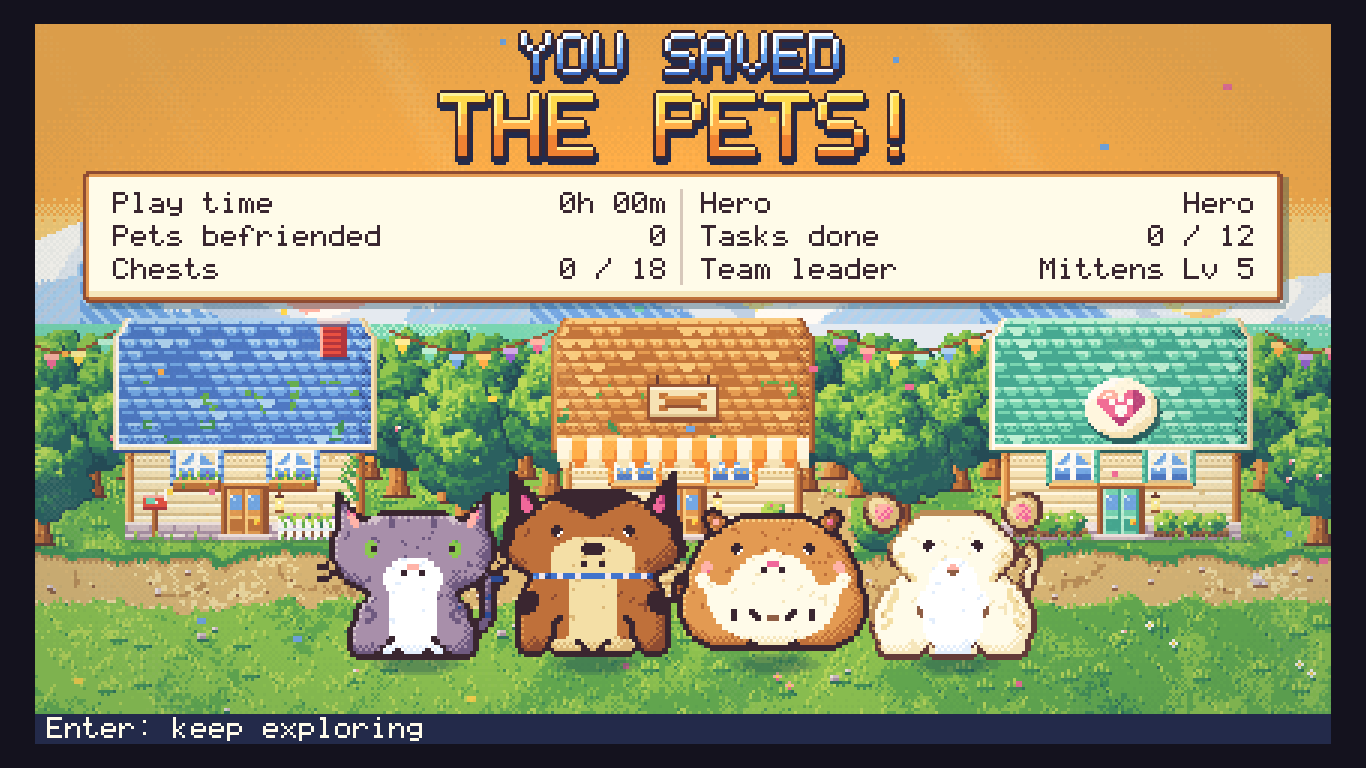 YOU SAVED
THE PETS!
Play time 0h 00m
Pets befriended 0
Chests 0 / 18
Hero Hero
Tasks done 0 / 12
Team leader Mittens Lv 5
Enter: keep exploring